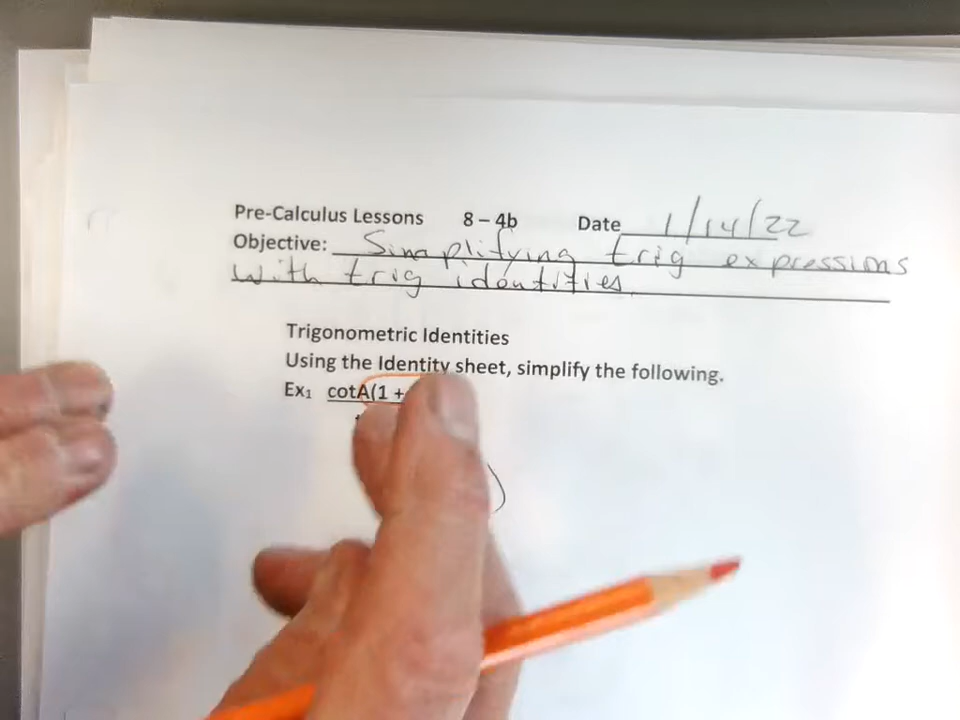 Pre-Calculus Lessons 8 – 4b Date 1/14/22
Objective: Simplifying trig expressions
with trig identities
Trigonometric Identities
Using the Identity sheet, simplify the following.
Ex1 cotA(1 +
)